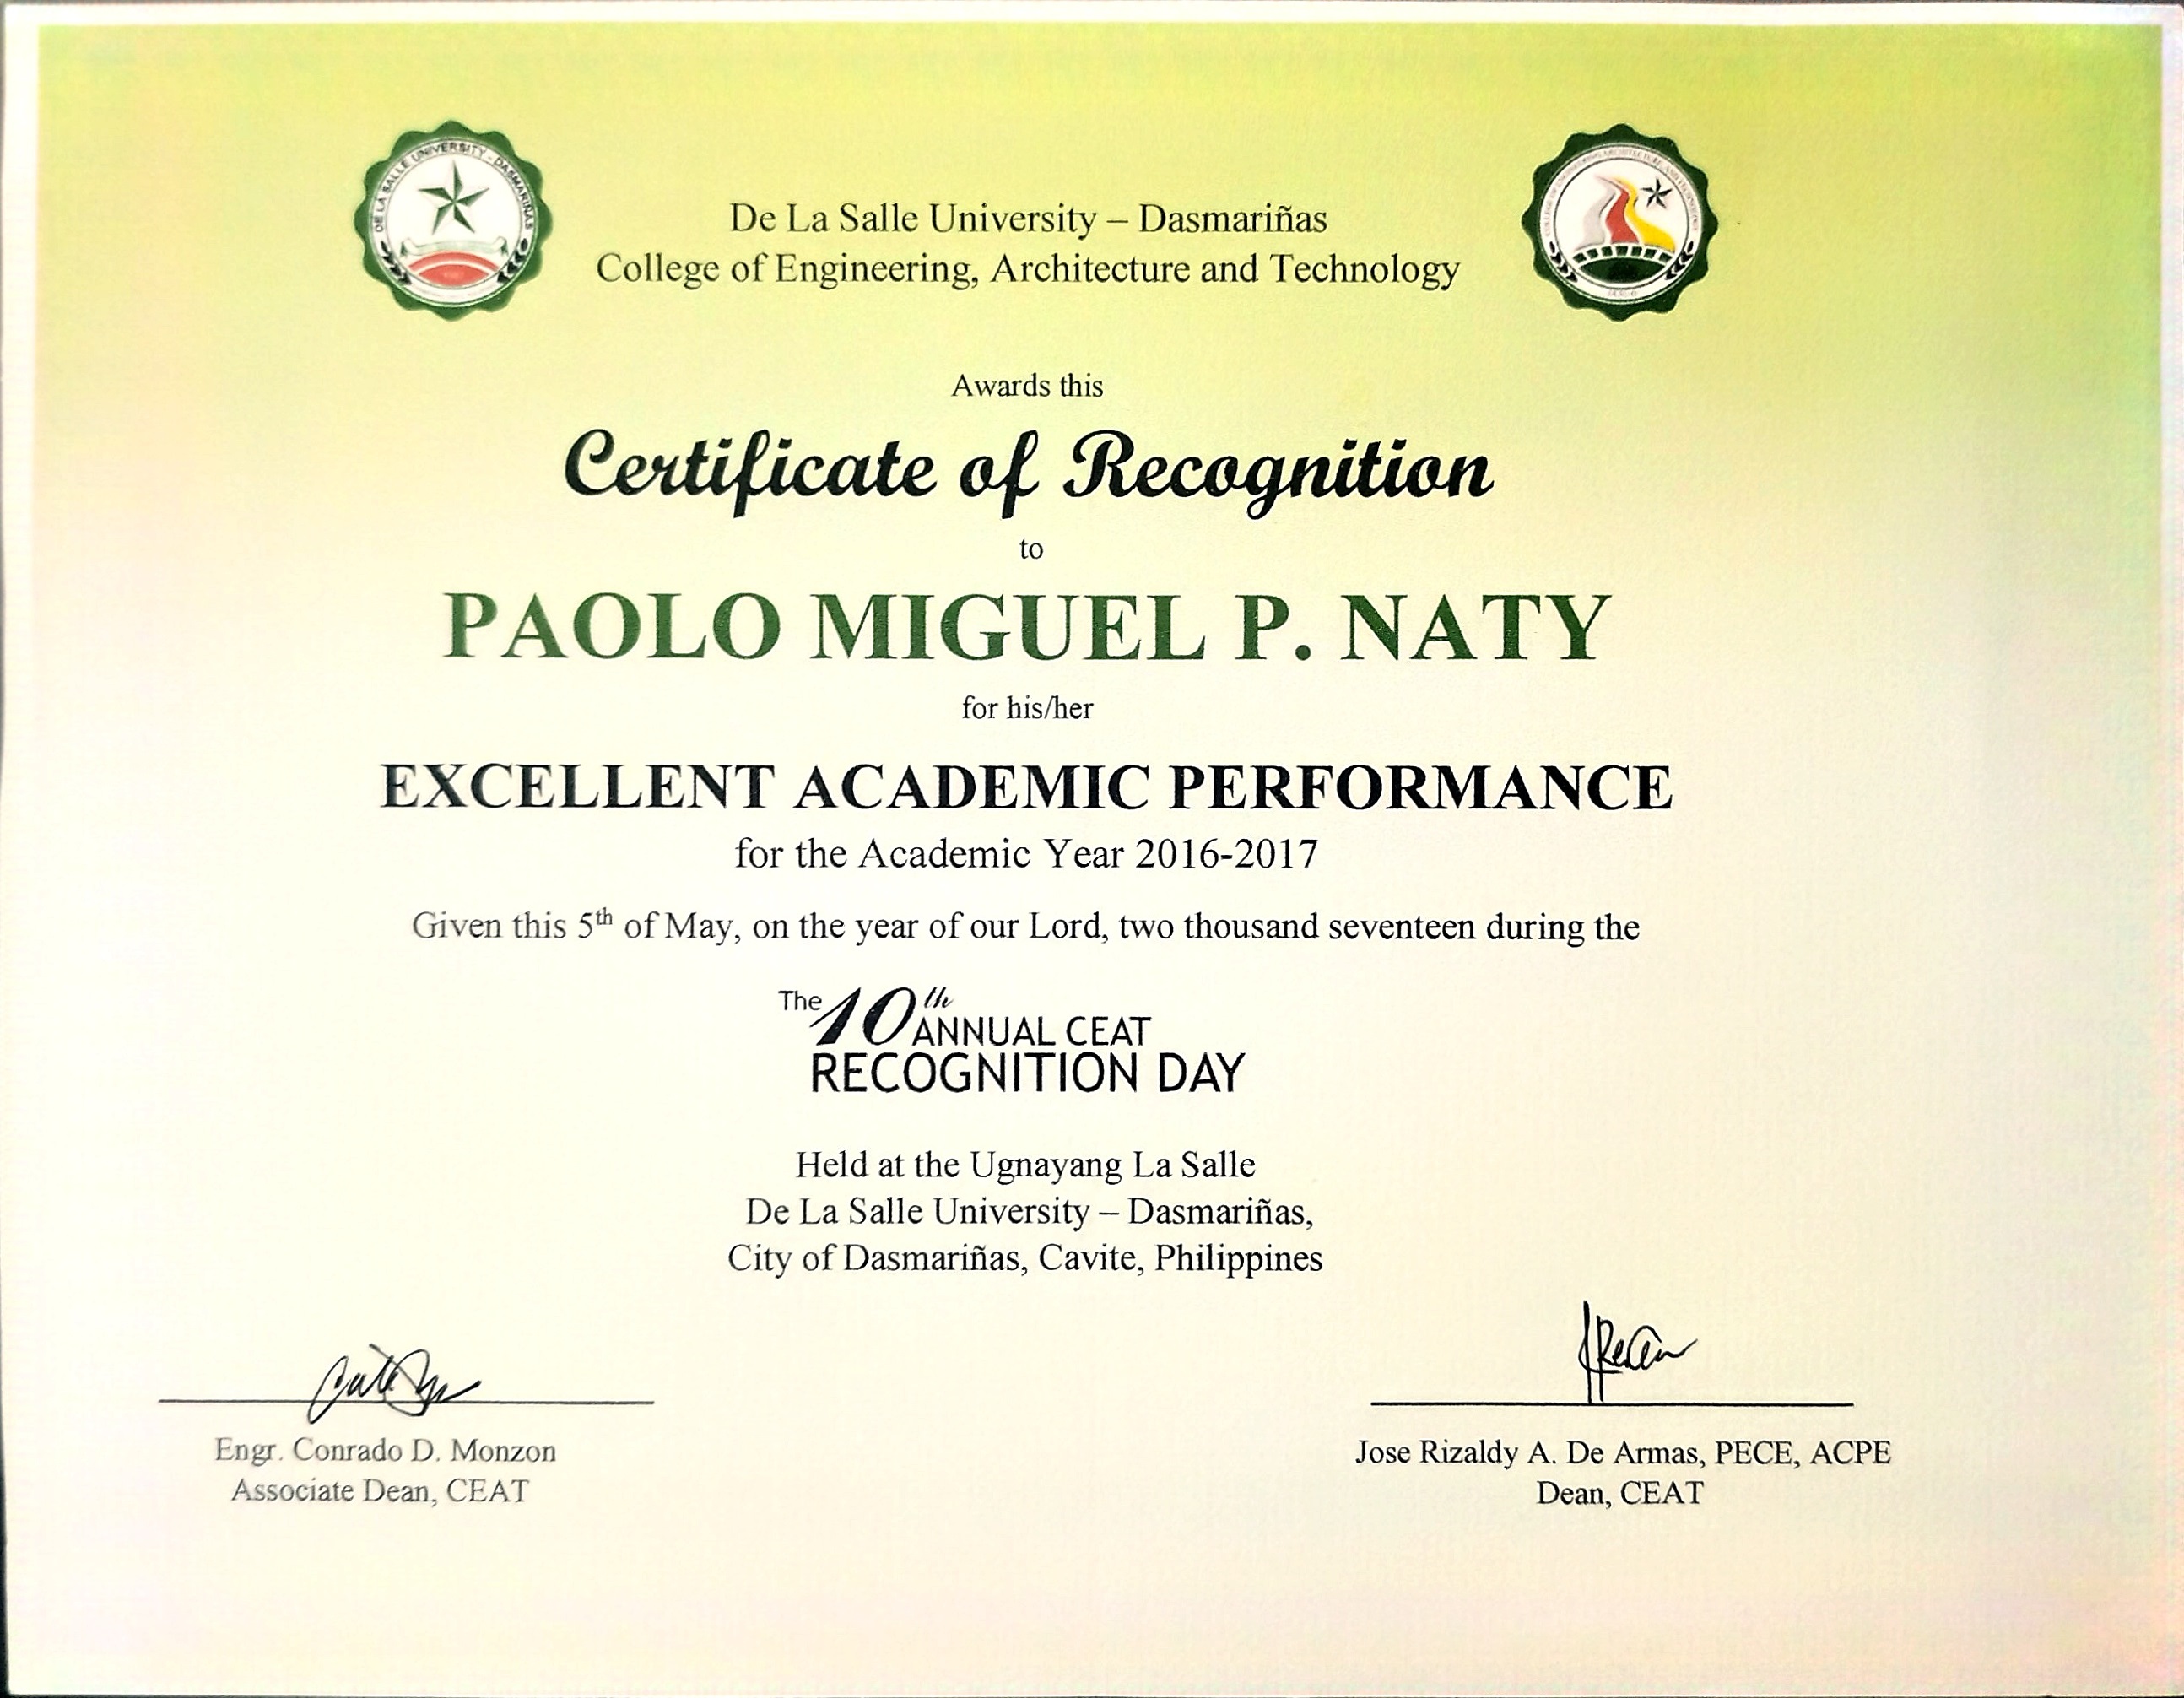 DE LA SALLE UNIVERSITY - DASMARIÑAS
De La Salle University – Dasmariñas
College of Engineering, Architecture and Technology
Awards this
Certificate of Recognition
to
PAOLO MIGUEL P. NATY
for his/her
EXCELLENT ACADEMIC PERFORMANCE
for the Academic Year 2016-2017
Given this 5th of May, on the year of our Lord, two thousand seventeen during the
The 10th ANNUAL CEAT
RECOGNITION DAY
Held at the Ugnayang La Salle
De La Salle University – Dasmariñas,
City of Dasmariñas, Cavite, Philippines
Engr. Conrado D. Monzon
Associate Dean, CEAT
Jose Rizaldy A. De Armas, PECE, ACPE
Dean, CEAT